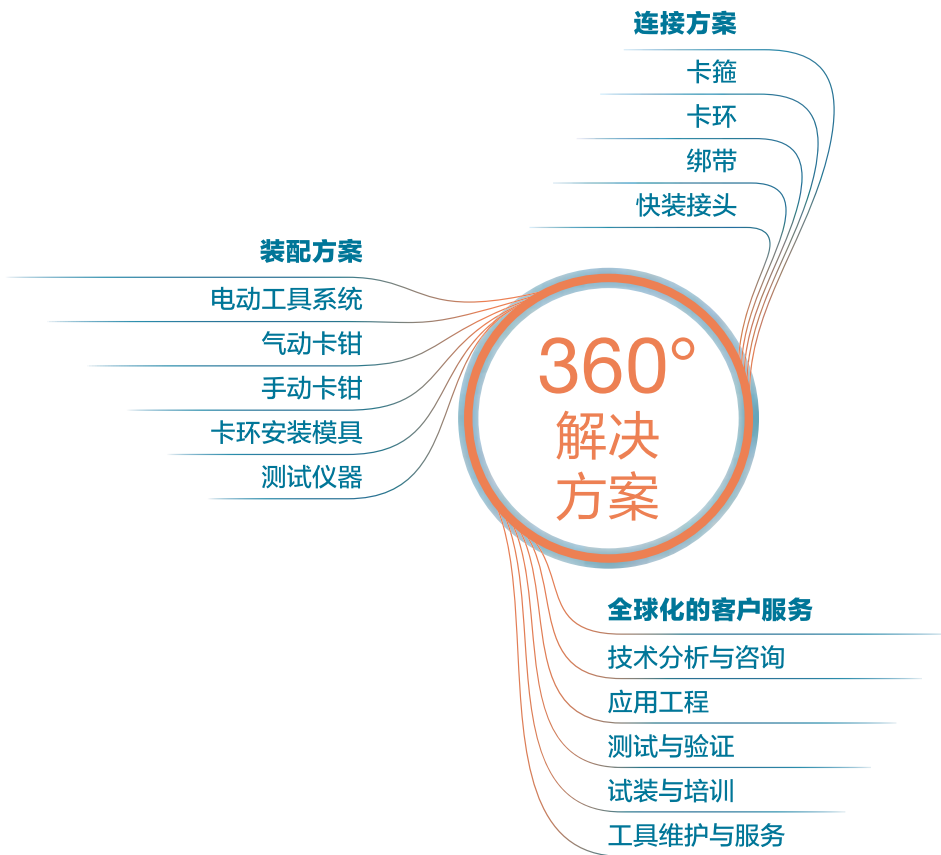 连接方案
卡箍
卡环
绑带
快装接头
装配方案
电动工具系统
气动卡钳
手动卡钳
卡环安装模具
测试仪器
360°
解决
方案
全球化的客户服务
技术分析与咨询
应用工程
测试与验证
试装与培训
工具维护与服务